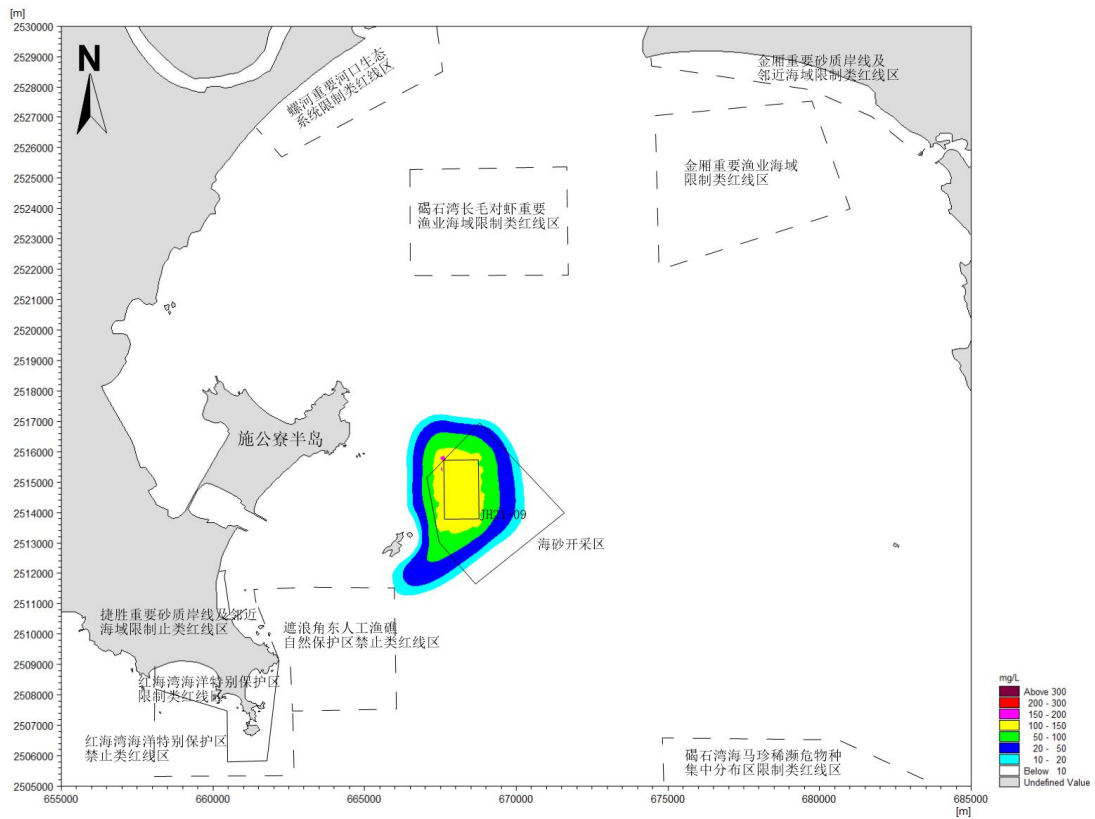 [m]
2530000
2529000
2528000
2527000
2526000
2525000
2524000
2523000
2522000
2521000
2520000
2519000
2518000
2517000
2516000
2515000
2514000
2513000
2512000
2511000
2510000
2509000
2508000
2507000
2506000
2505000
N
螺河重要河口生态
系统限制类红线区
金厢重要砂质岸线及
邻近海域限制类红线区
金厢重要渔业海域
限制类红线区
碣石湾长毛对虾重要
渔业海域限制类红线区
施公寮半岛
JH21-09
海砂开采区
捷胜重要砂质岸线及邻近
海域限制止类红线区
遮浪角东人工渔礁
自然保护区禁止类红线区
红海湾海洋特别保护区
限制类红线区
红海湾海洋特别保护区
禁止类红线区
碣石湾海马珍稀濒危物种
集中分布区限制类红线区
655000
660000
665000
670000
675000
680000
685000
[m]
mg/L
Above 300
200 - 300
150 - 200
100 - 150
50 - 100
20 - 50
10 - 20
Below 10
Undefined Value